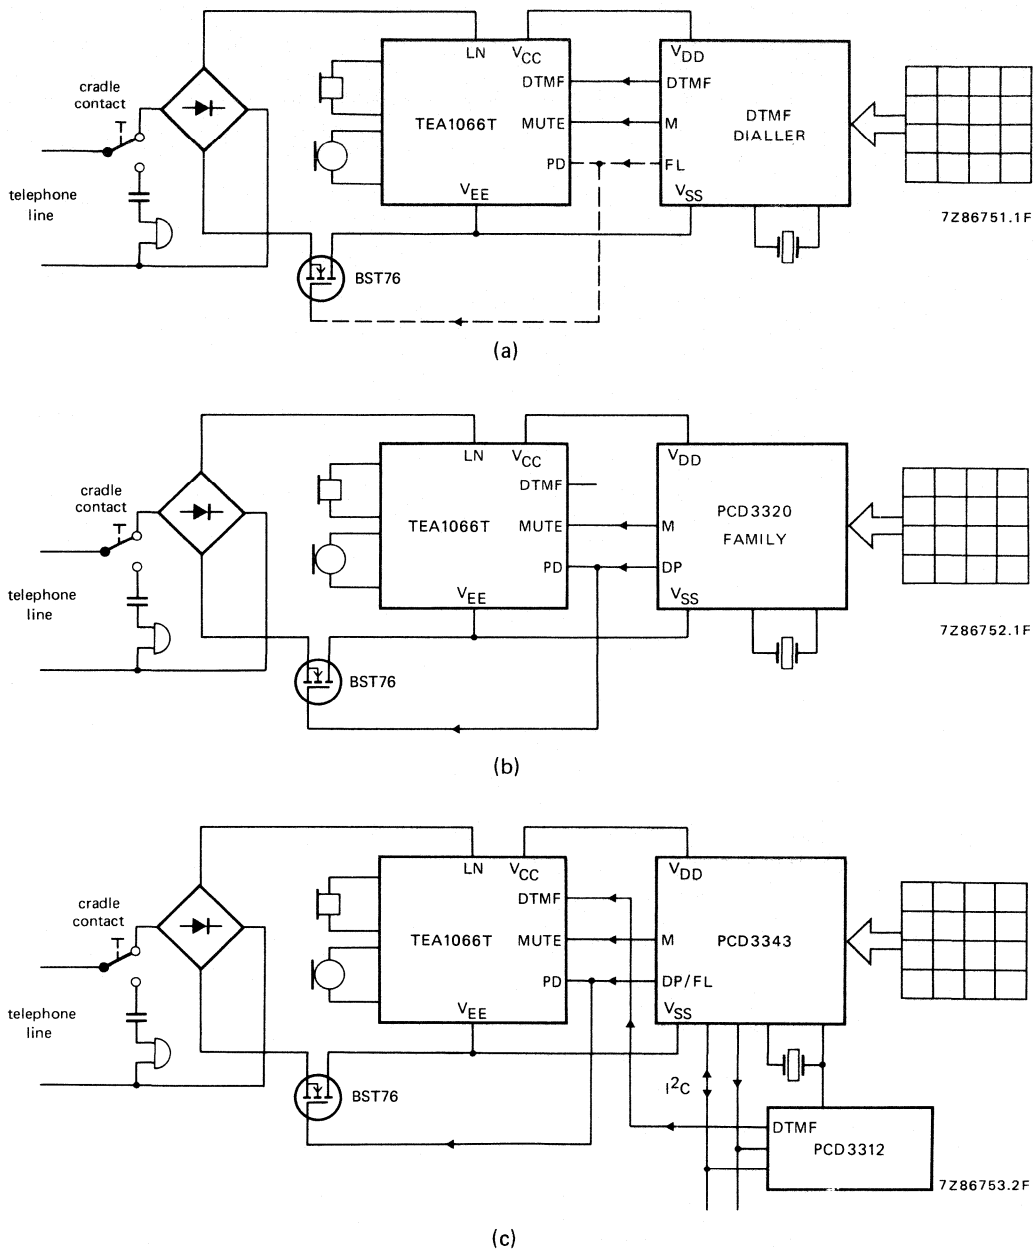 LN VCC VDD
cradle
contact
DTMF DTMF
TEA1066T
DTMF
DIALLER
MUTE M
PD FL
telephone
line
VEE VSS
7Z86751.1F
BST76
(a)
LN VCC VDD
cradle
contact
DTMF
TEA1066T
PCD3320
FAMILY
MUTE M
PD DP
telephone
line
VEE VSS
7Z86752.1F
BST76
(b)
LN VCC VDD
cradle
contact
DTMF
TEA1066T MUTE M PCD3343
PD DP/FL
telephone
line
VEE VSS
I²C
BST76
DTMF
PCD3312
7Z86753.2F
(c)